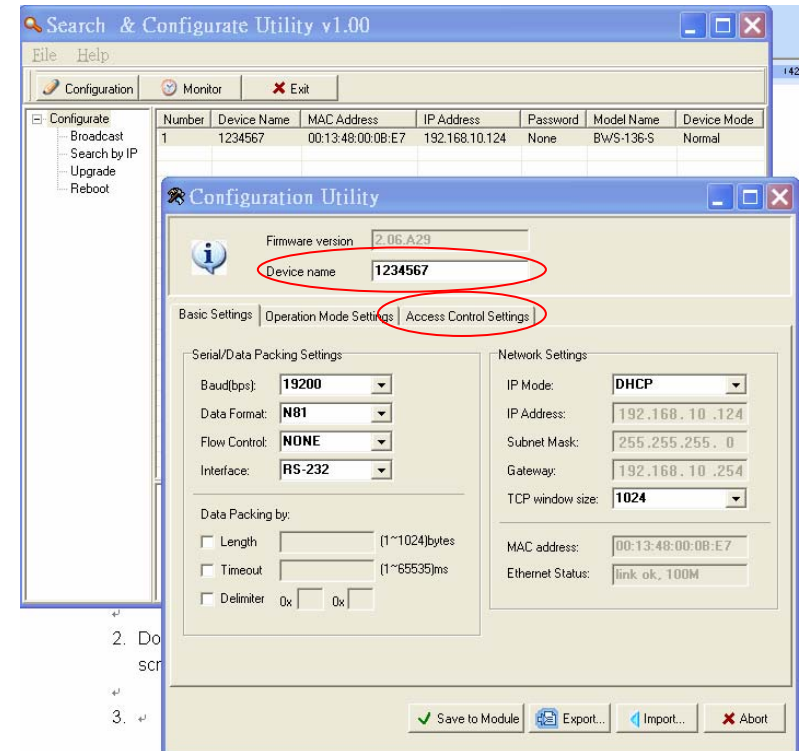 Search & Configurate Utility v1.00
File Help
Configuration Monitor Exit
Configurate
Broadcast
Search by IP
Upgrade
Reboot
Number Device Name MAC Address IP Address Password Model Name Device Mode
1 1234567 00:13:48:00:0B:E7 192.168.10.124 None BWS-136-S Normal
Configuration Utility
Firmware version 2.06.A29
Device name 1234567
Basic Settings Operation Mode Settings Access Control Settings
Serial/Data Packing Settings
Baud(bps): 19200
Data Format: N81
Flow Control: NONE
Interface: RS-232
Data Packing by:
Length (1~1024)bytes
Timeout (1~65535)ms
Delimiter 0x 0x
Network Settings
IP Mode: DHCP
IP Address: 192.168.10.124
Subnet Mask: 255.255.255.0
Gateway: 192.168.10.254
TCP window size: 1024
MAC address: 00:13:48:00:0B:E7
Ethernet Status: link ok, 100M
Save to Module Export... Import... Abort
42
2. Do
scr
3.